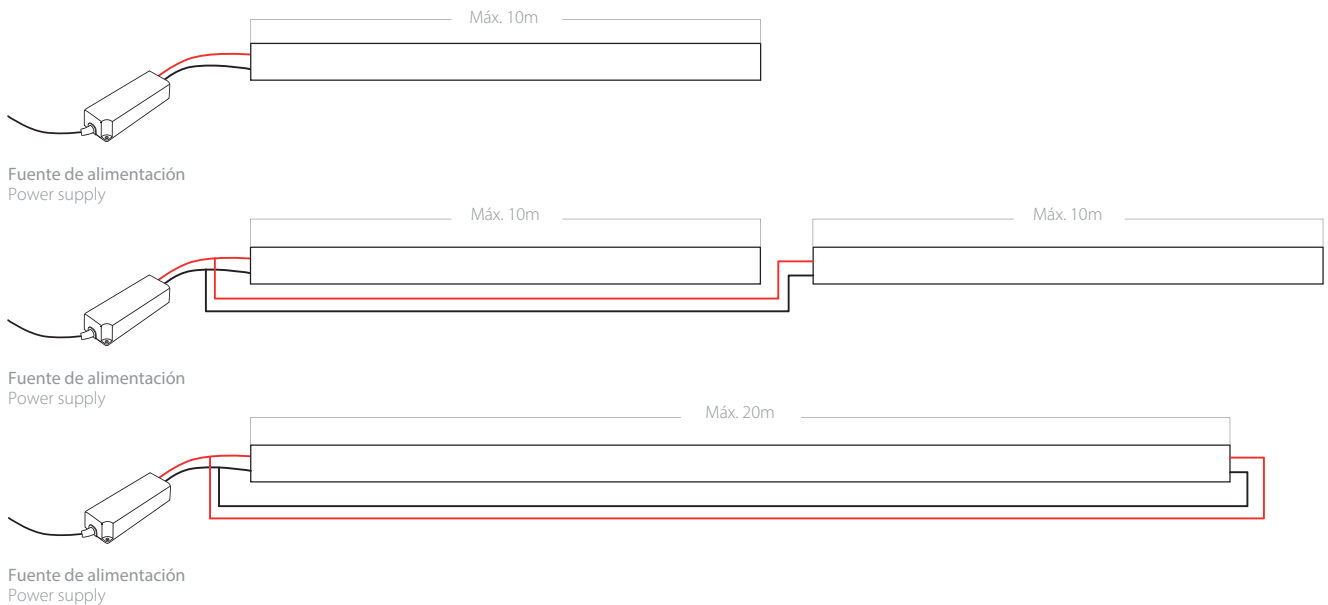 Máx. 10m
Fuente de alimentación
Power supply
Máx. 10m
Máx. 10m
Fuente de alimentación
Power supply
Máx. 20m
Fuente de alimentación
Power supply